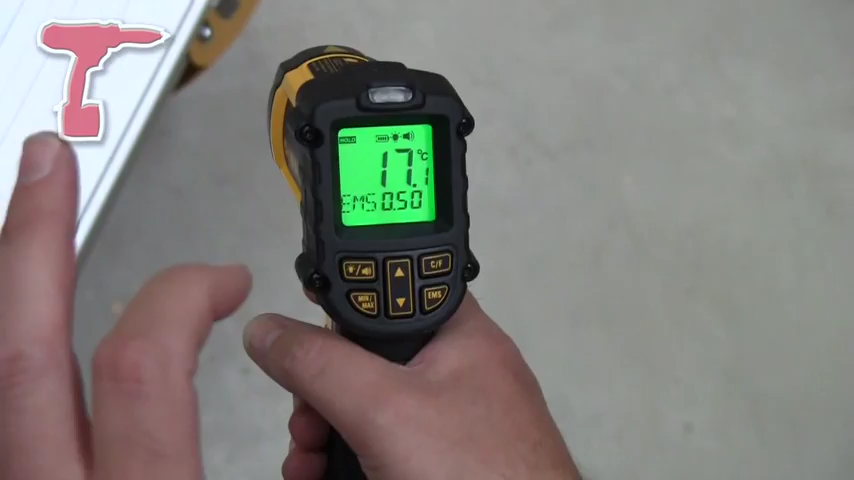 HOLD
17.1 °C
EMS 0.50
C/F
MIN/
MAX
EMS